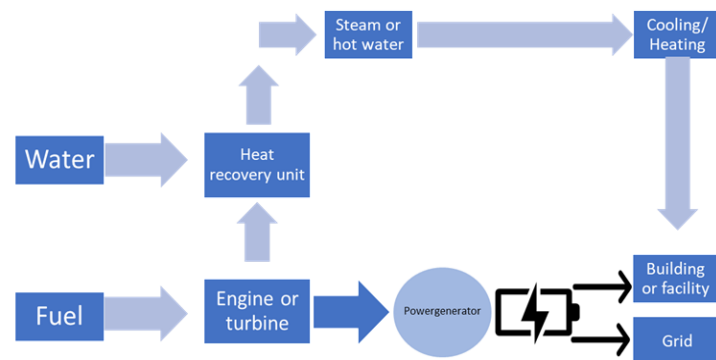 Steam or
hot water
Cooling/
Heating
Water
Heat
recovery unit
Fuel
Engine or
turbine
Powergenerator
Building
or facility
Grid